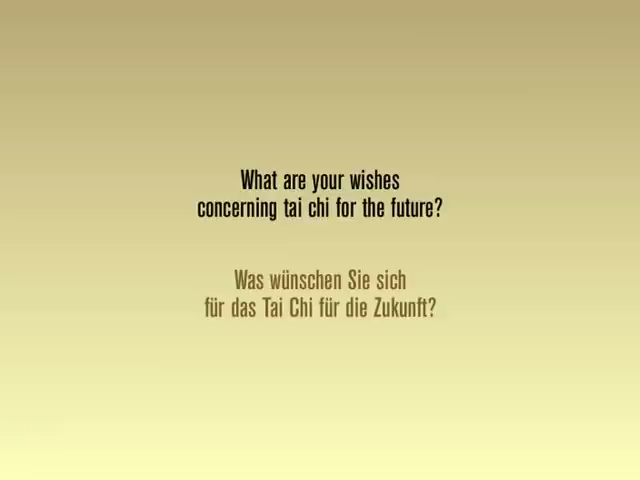 What are your wishes
concerning tai chi for the future?
Was wünschen Sie sich
für das Tai Chi für die Zukunft?